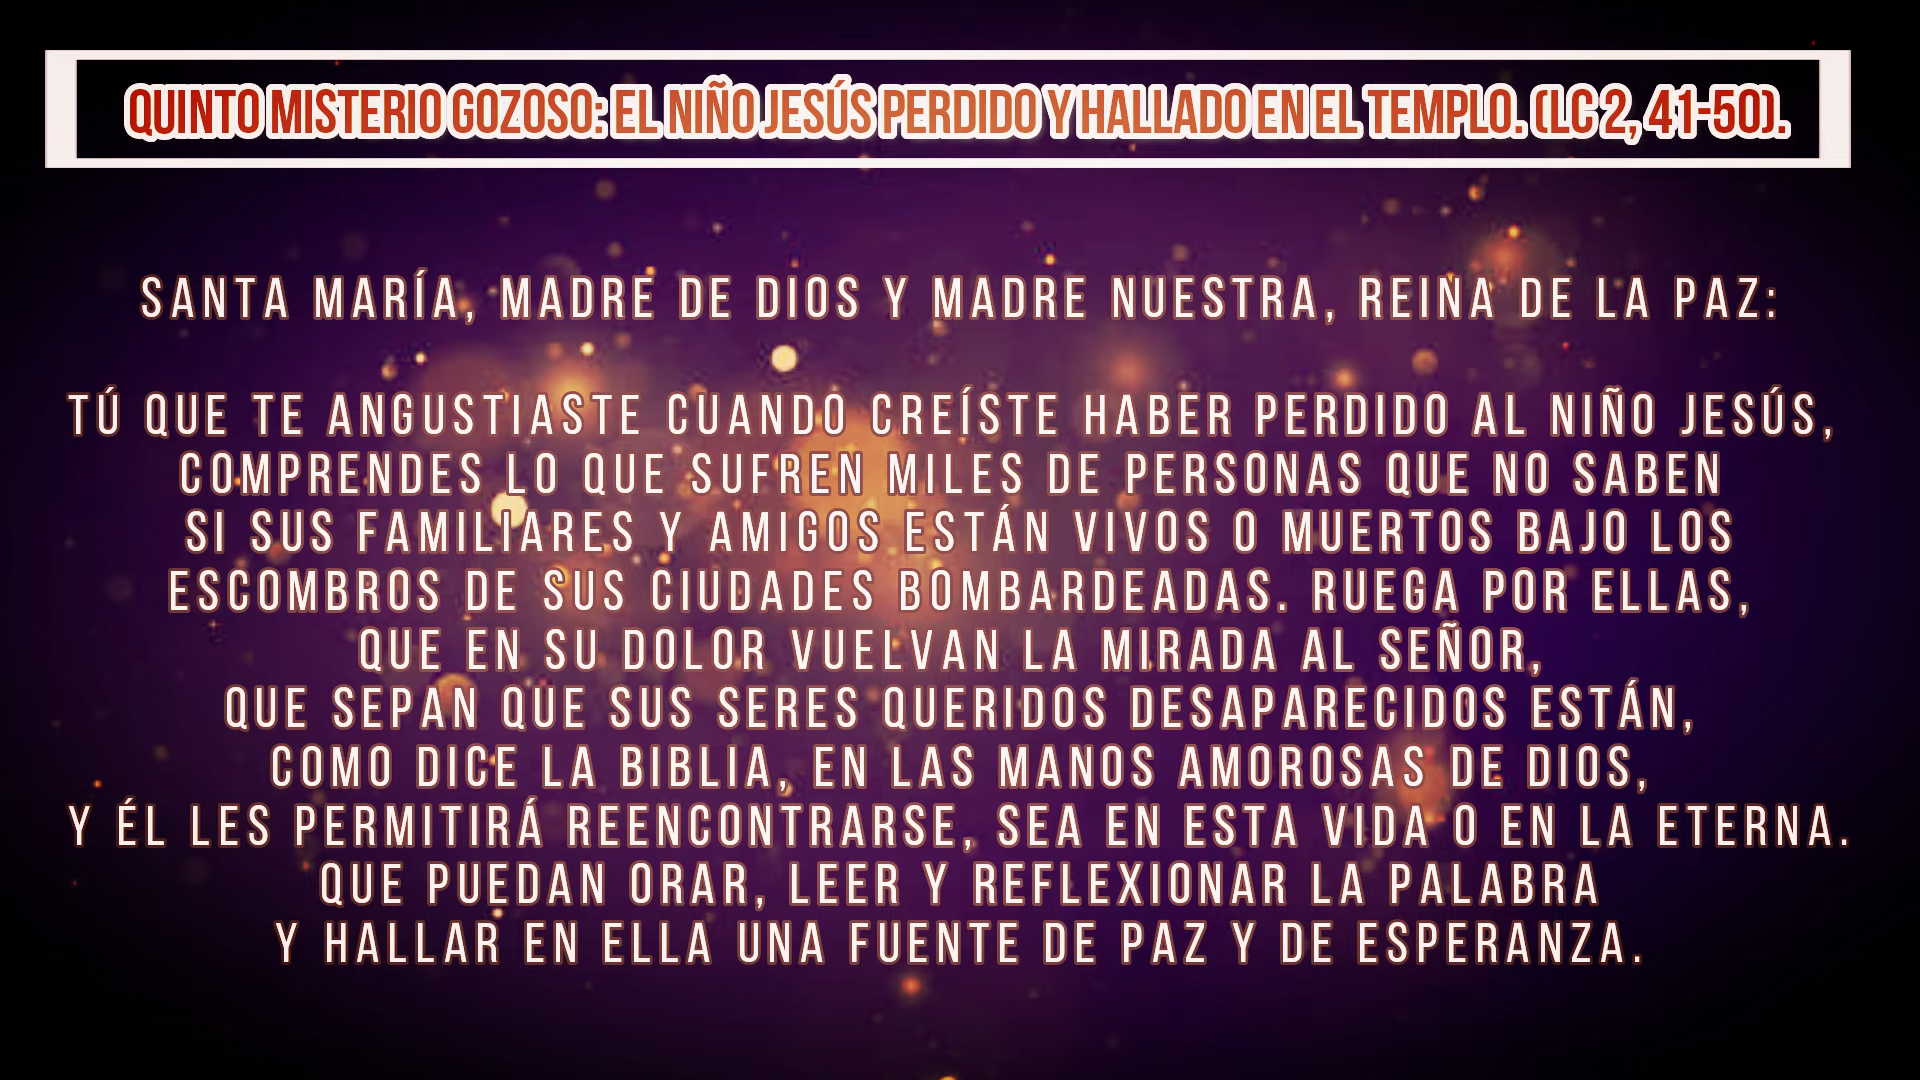 QUINTO MISTERIO GOZOSO: EL NIÑO JESÚS PERDIDO Y HALLADO EN EL TEMPLO. (LC 2, 41-50).
SANTA MARÍA, MADRE DE DIOS Y MADRE NUESTRA, REINA DE LA PAZ:
TÚ QUE TE ANGUSTIASTE CUANDO CREÍSTE HABER PERDIDO AL NIÑO JESÚS,
COMPRENDES LO QUE SUFREN MILES DE PERSONAS QUE NO SABEN
SI SUS FAMILIARES Y AMIGOS ESTÁN VIVOS O MUERTOS BAJO LOS
ESCOMBROS DE SUS CIUDADES BOMBARDEADAS. RUEGA POR ELLAS,
QUE EN SU DOLOR VUELVAN LA MIRADA AL SEÑOR,
QUE SEPAN QUE SUS SERES QUERIDOS DESAPARECIDOS ESTÁN,
COMO DICE LA BIBLIA, EN LAS MANOS AMOROSAS DE DIOS,
Y ÉL LES PERMITIRÁ REENCONTRARSE, SEA EN ESTA VIDA O EN LA ETERNA.
QUE PUEDAN ORAR, LEER Y REFLEXIONAR LA PALABRA
Y HALLAR EN ELLA UNA FUENTE DE PAZ Y DE ESPERANZA.